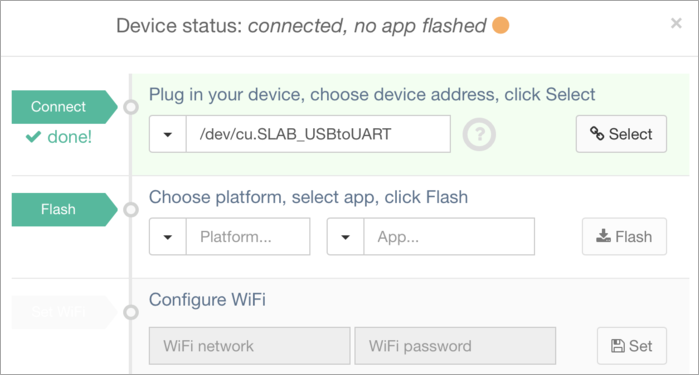 Device status: connected, no app flashed
×
Connect
Plug in your device, choose device address, click Select
done!
/dev/cu.SLAB_USBtoUART
?
Select
Flash
Choose platform, select app, click Flash
Platform...
App...
Flash
Set WiFi
Configure WiFi
WiFi network
WiFi password
Set